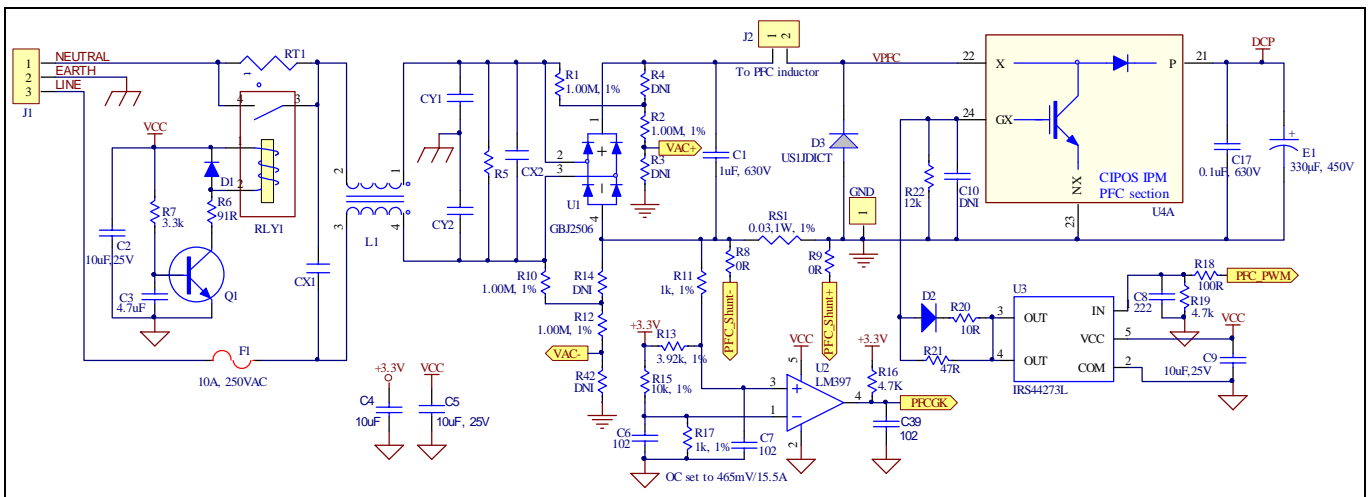 J1
1
2
3
NEUTRAL
EARTH
LINE
RT1
4
3
1
2
RLY1
VCC
D1
R6
91R
R7
3.3k
C2
10uF,25V
C3
4.7uF
Q1
F1
10A, 250VAC
CX1
2
1
3
4
L1
+3.3V
C4
10uF
VCC
C5
10uF, 25V
CY1
CY2
R5
CX2
R1
1.00M, 1%
R4
DNI
R2
1.00M, 1%
VAC+
R3
DNI
1
2
3
4
U1
GBJ2506
R10
1.00M, 1%
R14
DNI
R12
1.00M, 1%
VAC-
R42
DNI
C1
1uF, 630V
J2
1
2
To PFC inductor
RS1
0.03,1W, 1%
R8
0R
PFC_Shunt-
R9
0R
PFC_Shunt+
R11
1k, 1%
+3.3V
R13
3.92k, 1%
R15
10k, 1%
C6
102
R17
1k, 1%
C7
102
OC set to 465mV/15.5A
VCC
5
U2
LM397
3
1
4
2
+3.3V
R16
4.7K
PFCGK
C39
102
D3
US1JDICT
GND
1
VPFC
22
24
R22
12k
C10
DNI
X
P
GX
NX
23
CIPOS IPM
PFC section
U4A
21
DCP
C17
0.1uF, 630V
+
E1
330µF, 450V
D2
R20
10R
R21
47R
U3
3
4
OUT
OUT
IN
VCC
COM
1
5
2
IRS44273L
C8
222
R18
100R
PFC_PWM
R19
4.7k
VCC
C9
10uF,25V